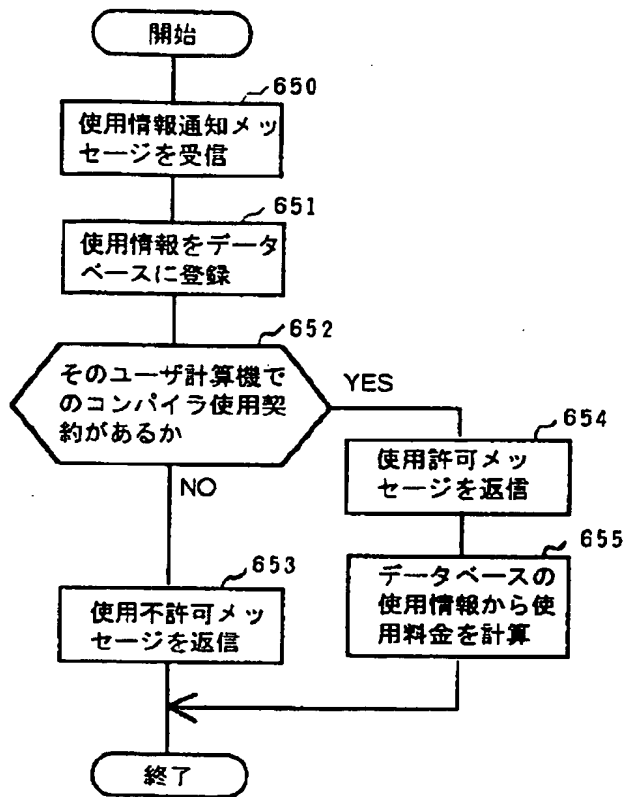 開始
650
使用情報通知メッ
セージを受信
651
使用情報をデータ
ベースに登録
652
そのユーザ計算機で
のコンパイラ使用契
約があるか
YES
NO
654
使用許可メッ
セージを返信
655
データベースの
使用情報から使
用料金を計算
653
使用不許可メッ
セージを返信
終了